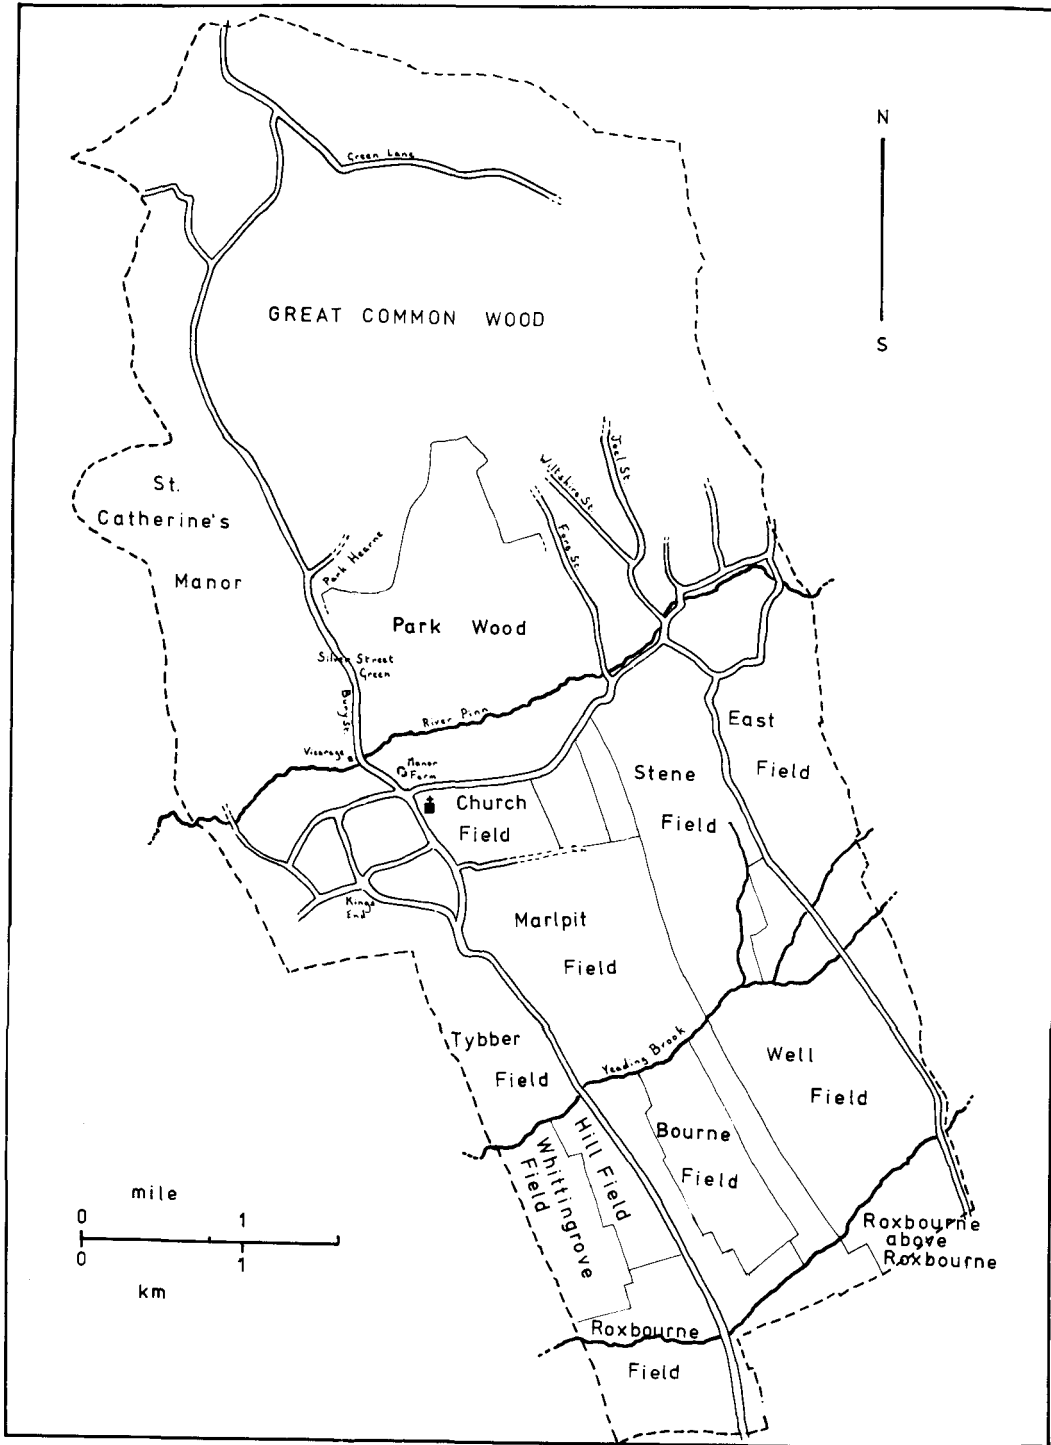 N
S
Green Lane
GREAT COMMON WOOD
St.
Catherine's
Manor
Joel St.
Wiltshire St.
Fore St.
Park Hearne
Park Wood
Silver Street
Green
Bury St.
River Pinn
Vicarage
Manor
Farm
Church
Field
East
Field
Stene
Field
Kings
End
Marlpit
Field
Tybber
Field
Yeading Brook
Well
Field
Bourne
Field
Hill Field
Whittingrove
Field
Roxbourne
above
Roxbourne
Roxbourne
Field
mile
0 1
0 1
km